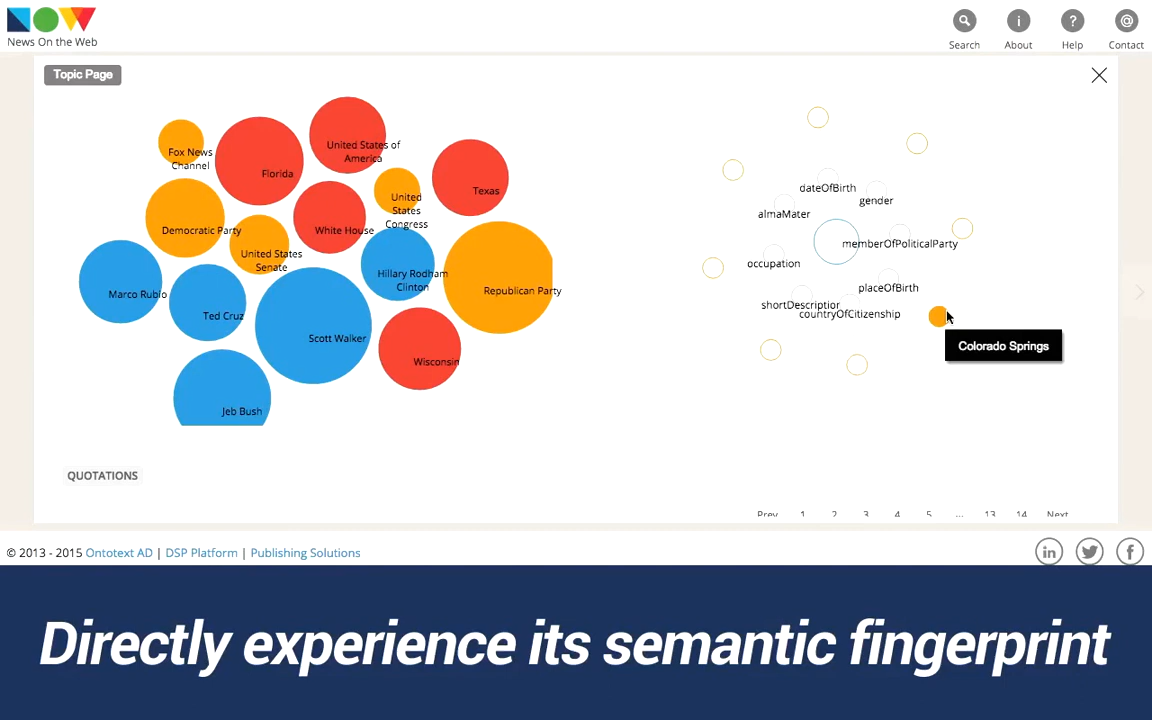 NOW
News On the Web
Search
About
Help
Contact
Topic Page
Fox News
Channel
Florida
United States of
America
Texas
United
States
Congress
Democratic Party
White House
United States
Senate
Hillary Rodham
Clinton
Marco Rubio
Republican Party
Ted Cruz
Scott Walker
Wisconsin
Jeb Bush
dateOfBirth
gender
almaMater
memberOfPoliticalParty
occupation
placeOfBirth
shortDescription
countryOfCitizenship
Colorado Springs
QUOTATIONS
Prev 1 2 3 4 5 ... 13 14 Next
© 2013 - 2015 Ontotext AD | DSP Platform | Publishing Solutions
Directly experience its semantic fingerprint